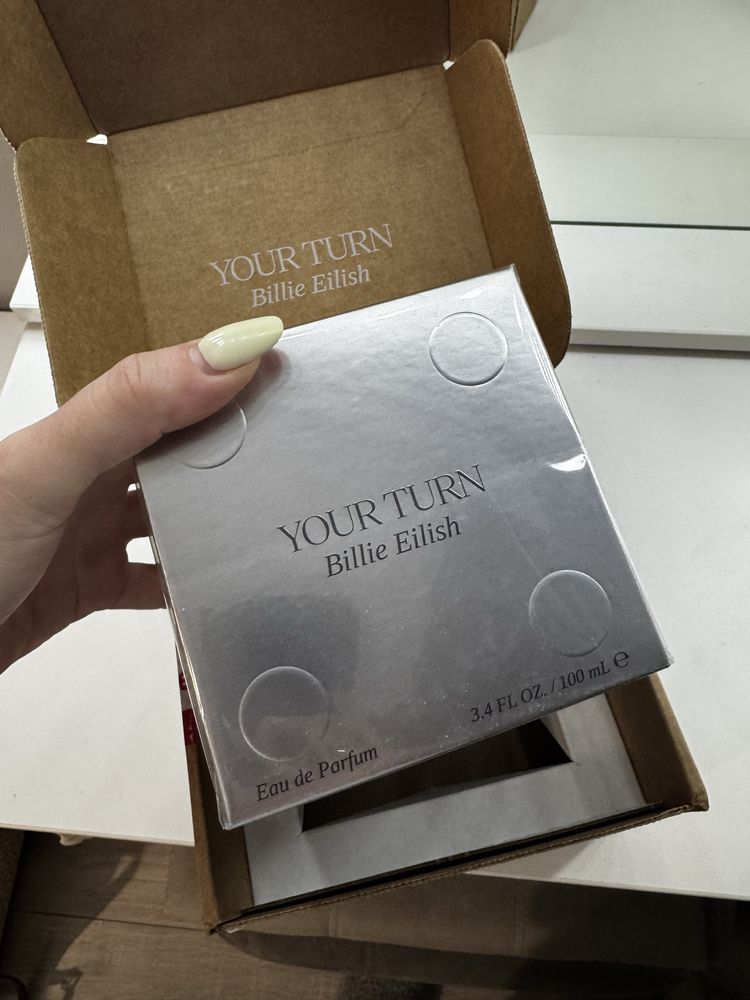 YOUR TURN
Billie Eilish
YOUR TURN
Billie Eilish
3.4 FL OZ. / 100 mL ℮
Eau de Parfum